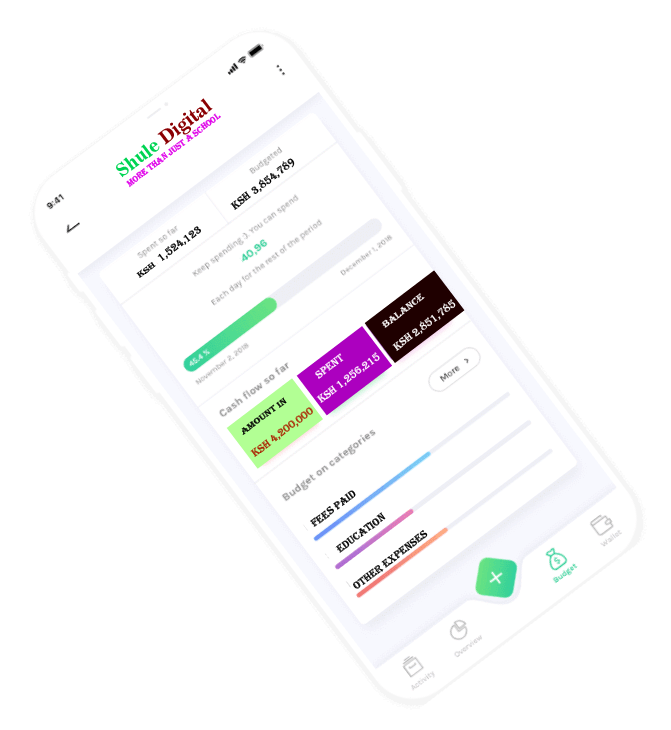 9:41
Shule Digital
MORE THAN JUST A SCHOOL
Spent so far
KSH 1,524,123
Budgeted
KSH 3,854,789
Keep spending :). You can spend
40,96
Each day for the rest of the period
45,4 %
November 2, 2018
December 1, 2018
Cash flow so far
AMOUNT IN
KSH 4,200,000
SPENT
KSH 1,256,215
BALANCE
KSH 2,851,785
More >
Budget on categories
FEES PAID
EDUCATION
OTHER EXPENSES
Activity
Overview
Budget
Wallet